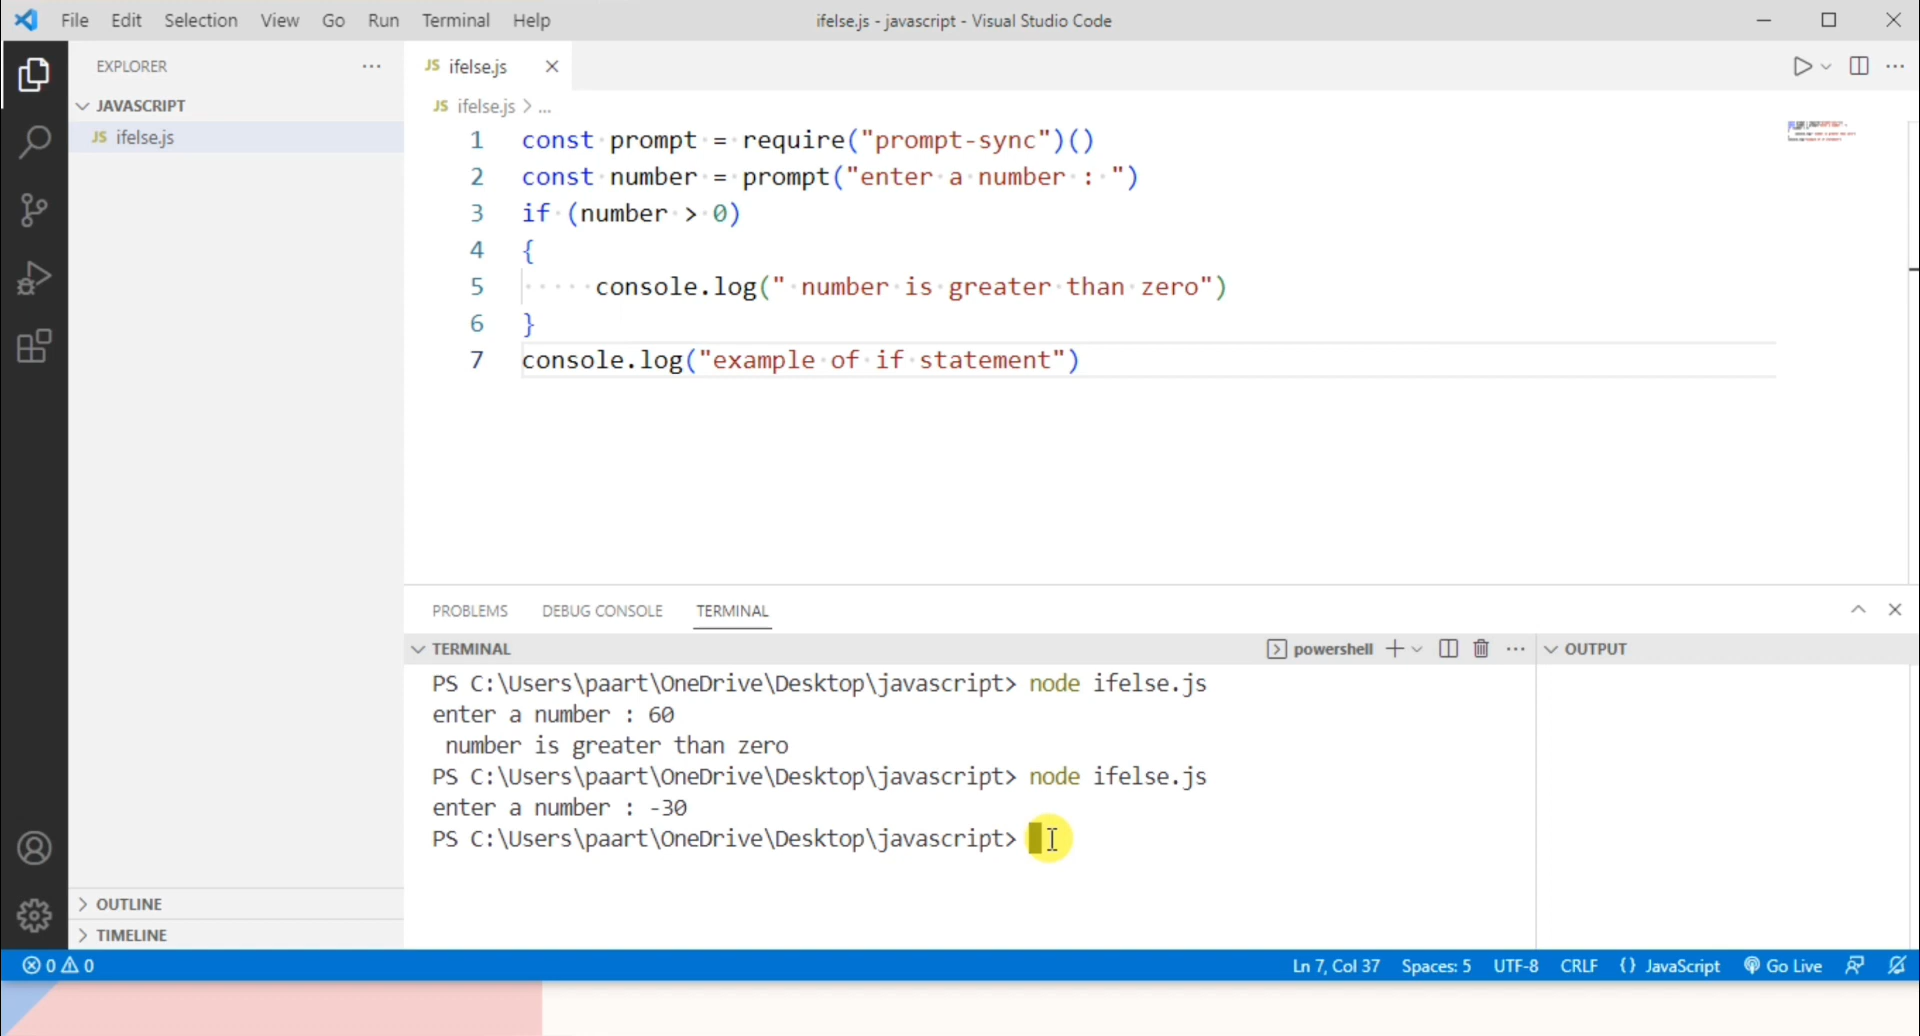 File Edit Selection View Go Run Terminal Help
ifelse.js - javascript - Visual Studio Code
EXPLORER
JAVASCRIPT
JS ifelse.js
JS ifelse.js
JS ifelse.js > ...
1 const prompt = require("prompt-sync")()
2 const number = prompt("enter a number : ")
3 if (number > 0)
4 {
5 console.log(" number is greater than zero")
6 }
7 console.log("example of if statement")
PROBLEMS DEBUG CONSOLE TERMINAL
TERMINAL
powershell
OUTPUT
PS C:\Users\paart\OneDrive\Desktop\javascript> node ifelse.js
enter a number : 60
number is greater than zero
PS C:\Users\paart\OneDrive\Desktop\javascript> node ifelse.js
enter a number : -30
PS C:\Users\paart\OneDrive\Desktop\javascript>
OUTLINE
TIMELINE
0 0
Ln 7, Col 37 Spaces: 5 UTF-8 CRLF {} JavaScript Go Live